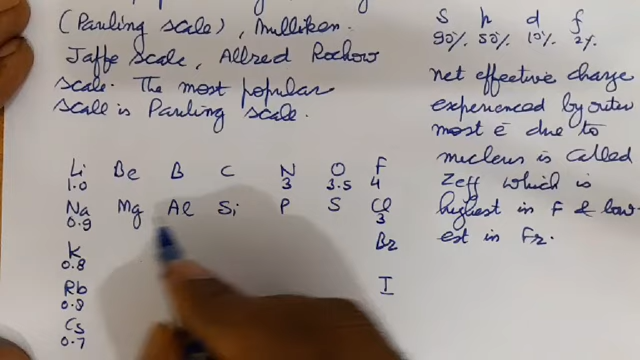 (Pauling scale), Mulliken
Jaffe scale, Allred Rochow
scale. The most popular
scale is Pauling scale.
Li Be B C N O F
1.0 3 3.5 4
Na Mg Al Si P S Cl
0.9 3
K Br
0.8
Rb I
0.8
Cs
0.7
s p d f
90% 50% 10% 2%
net effective charge
experienced by outer
most e due to
nucleus is called
Zeff which is
highest in F & low-
est in Fr.